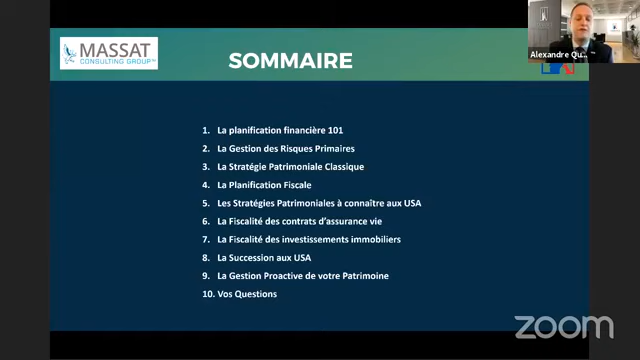 MASSAT
CONSULTING GROUP
SOMMAIRE
Alexandre Qu...
1. La planification financière 101
2. La Gestion des Risques Primaires
3. La Stratégie Patrimoniale Classique
4. La Planification Fiscale
5. Les Stratégies Patrimoniales à connaître aux USA
6. La Fiscalité des contrats d'assurance vie
7. La Fiscalité des investissements immobiliers
8. La Succession aux USA
9. La Gestion Proactive de votre Patrimoine
10. Vos Questions
zoom